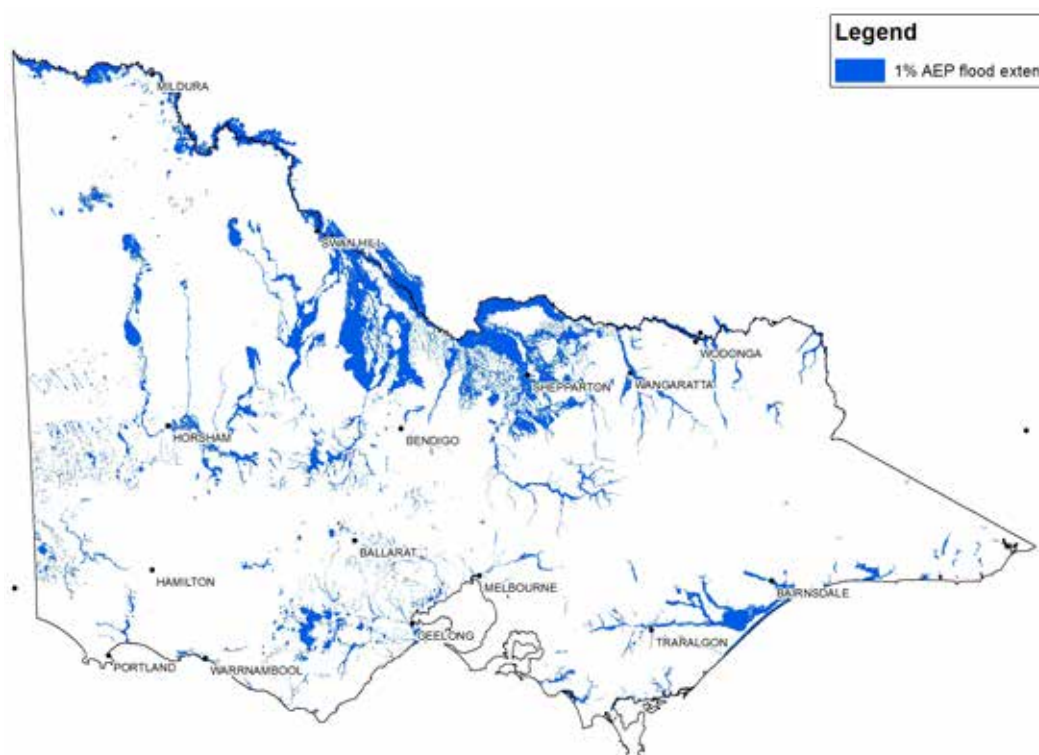 Legend
1% AEP flood exten
MILDURA
SWAN HILL
WODONGA
SHEPPARTON
WANGARATTA
HORSHAM
BENDIGO
BALLARAT
HAMILTON
MELBOURNE
BAIRNSDALE
GEELONG
TRARALGON
PORTLAND
WARRNAMBOOL